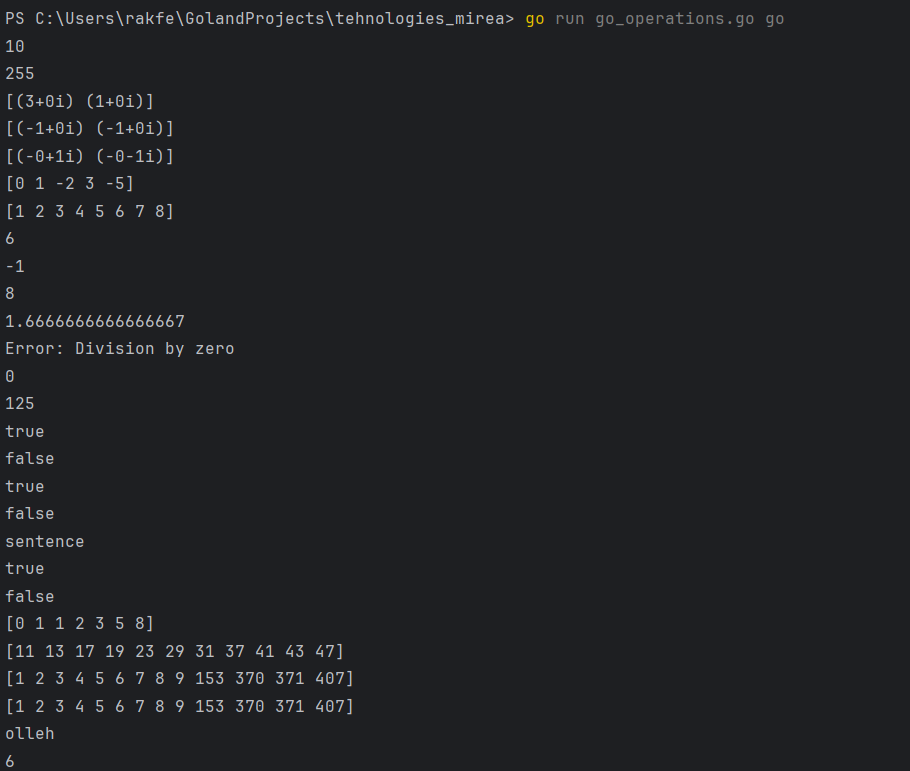 PS C:\Users\rakfe\GolandProjects\tehnologies_mirea> go run go_operations.go go
10
255
[(3+0i) (1+0i)]
[(-1+0i) (-1+0i)]
[(-0+1i) (-0-1i)]
[0 1 -2 3 -5]
[1 2 3 4 5 6 7 8]
6
-1
8
1.6666666666666667
Error: Division by zero
0
125
true
false
true
false
sentence
true
false
[0 1 1 2 3 5 8]
[11 13 17 19 23 29 31 37 41 43 47]
[1 2 3 4 5 6 7 8 9 153 370 371 407]
[1 2 3 4 5 6 7 8 9 153 370 371 407]
olleh
6